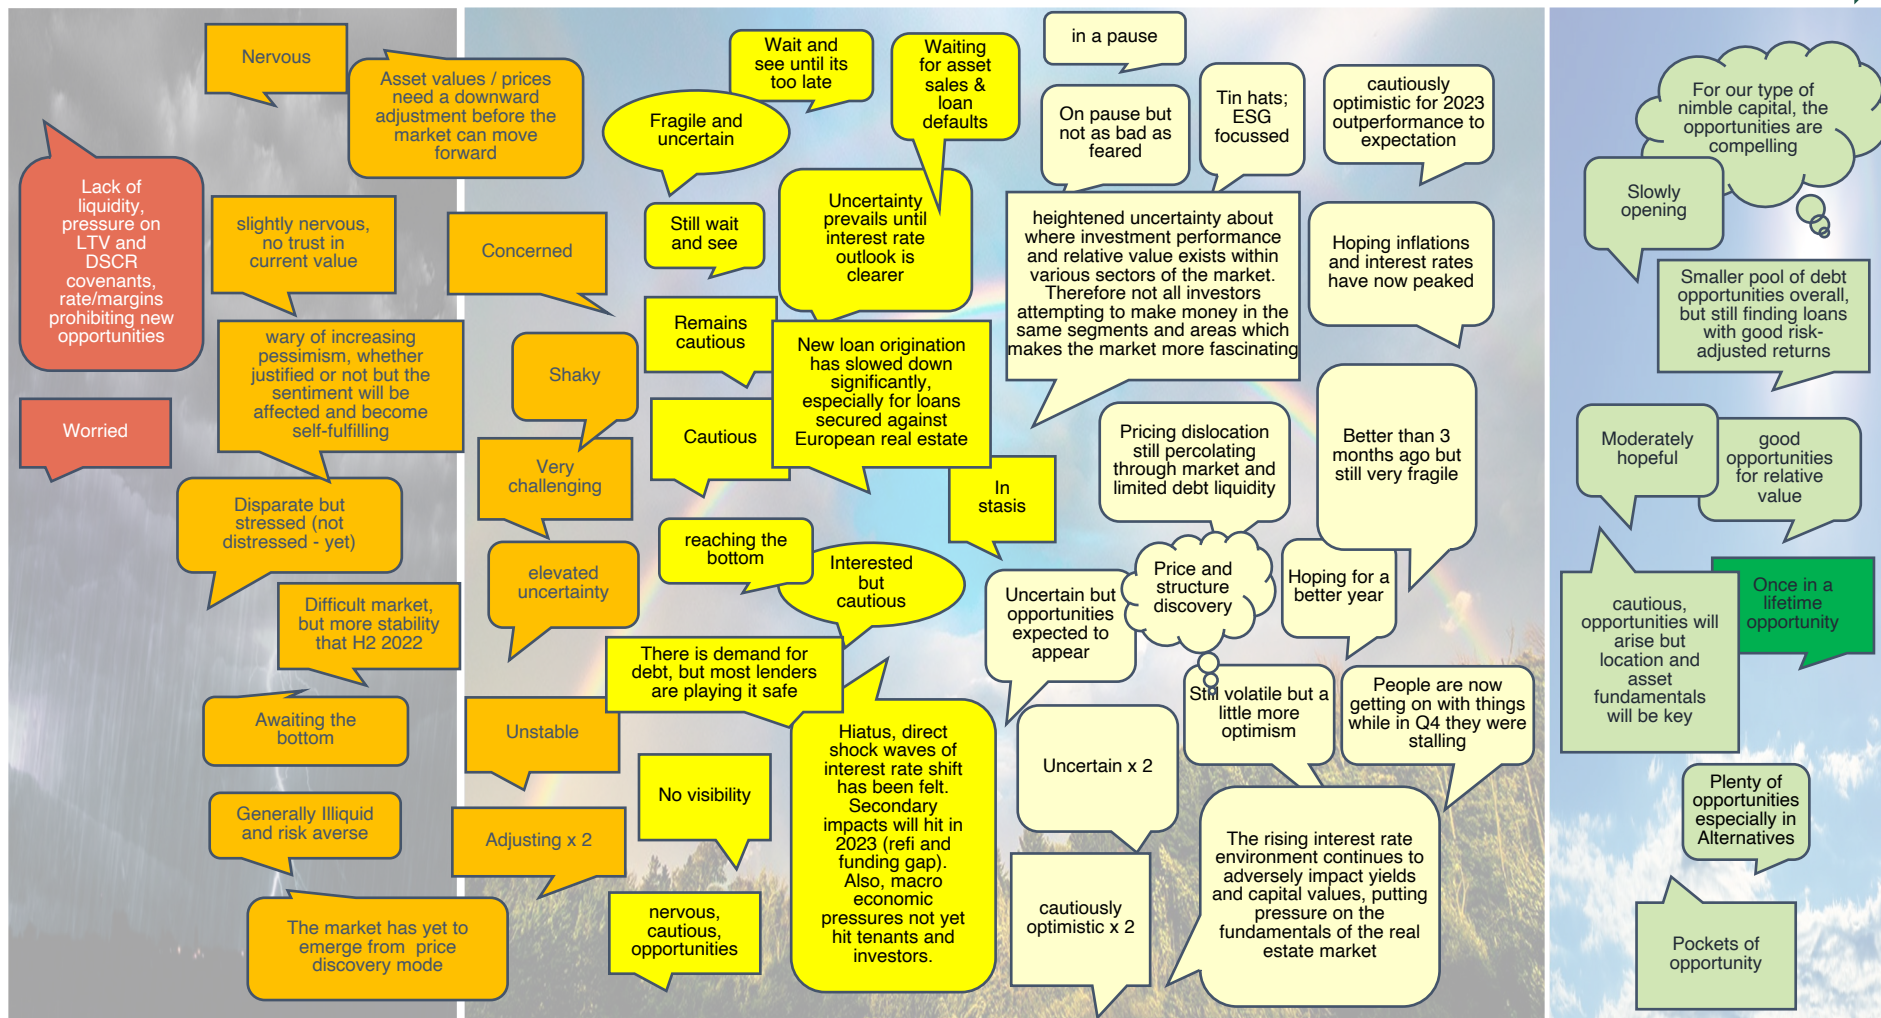 Nervous
Asset values / prices
need a downward
adjustment before the
market can move
forward
Lack of
liquidity,
pressure on
LTV and
DSCR
covenants,
rate/margins
prohibiting new
opportunities
slightly nervous,
no trust in
current value
wary of increasing
pessimism, whether
justified or not but the
sentiment will be
affected and become
self-fulfilling
Worried
Disparate but
stressed (not
distressed - yet)
Difficult market,
but more stability
that H2 2022
Awaiting the
bottom
Generally Illiquid
and risk averse
The market has yet to
emerge from price
discovery mode
Concerned
Shaky
Very
challenging
elevated
uncertainty
Unstable
Adjusting x 2
Wait and
see until its
too late
Waiting
for asset
sales &
loan
defaults
Fragile and
uncertain
Still wait
and see
Uncertainty
prevails until
interest rate
outlook is
clearer
Remains
cautious
New loan origination
has slowed down
significantly,
especially for loans
secured against
European real estate
Cautious
In
stasis
reaching the
bottom
Interested
but
cautious
There is demand for
debt, but most lenders
are playing it safe
Hiatus, direct
shock waves of
interest rate shift
has been felt.
Secondary
impacts will hit in
2023 (refi and
funding gap).
Also, macro
economic
pressures not yet
hit tenants and
investors.
No visibility
nervous,
cautious,
opportunities
in a pause
On pause but
not as bad as
feared
Tin hats;
ESG
focussed
cautiously
optimistic for 2023
outperformance to
expectation
heightened uncertainty about
where investment performance
and relative value exists within
various sectors of the market.
Therefore not all investors
attempting to make money in the
same segments and areas which
makes the market more fascinating
Hoping inflations
and interest rates
have now peaked
Pricing dislocation
still percolating
through market and
limited debt liquidity
Better than 3
months ago but
still very fragile
Price and
structure
discovery
Hoping for a
better year
Uncertain but
opportunities
expected to
appear
Still volatile but a
little more
optimism
People are now
getting on with things
while in Q4 they were
stalling
Uncertain x 2
cautiously
optimistic x 2
The rising interest rate
environment continues to
adversely impact yields
and capital values, putting
pressure on the
fundamentals of the real
estate market
For our type of
nimble capital, the
opportunities are
compelling
Slowly
opening
Smaller pool of debt
opportunities overall,
but still finding loans
with good risk-
adjusted returns
Moderately
hopeful
good
opportunities
for relative
value
cautious,
opportunities will
arise but
location and
asset
fundamentals
will be key
Once in a
lifetime
opportunity
Plenty of
opportunities
especially in
Alternatives
Pockets of
opportunity